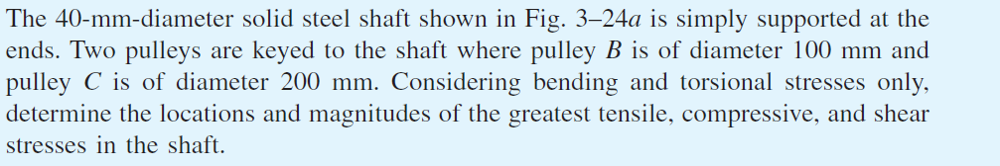 The 40-mm-diameter solid steel shaft shown in Fig. 3–24a is simply supported at the
ends. Two pulleys are keyed to the shaft where pulley B is of diameter 100 mm and
pulley C is of diameter 200 mm. Considering bending and torsional stresses only,
determine the locations and magnitudes of the greatest tensile, compressive, and shear
stresses in the shaft.